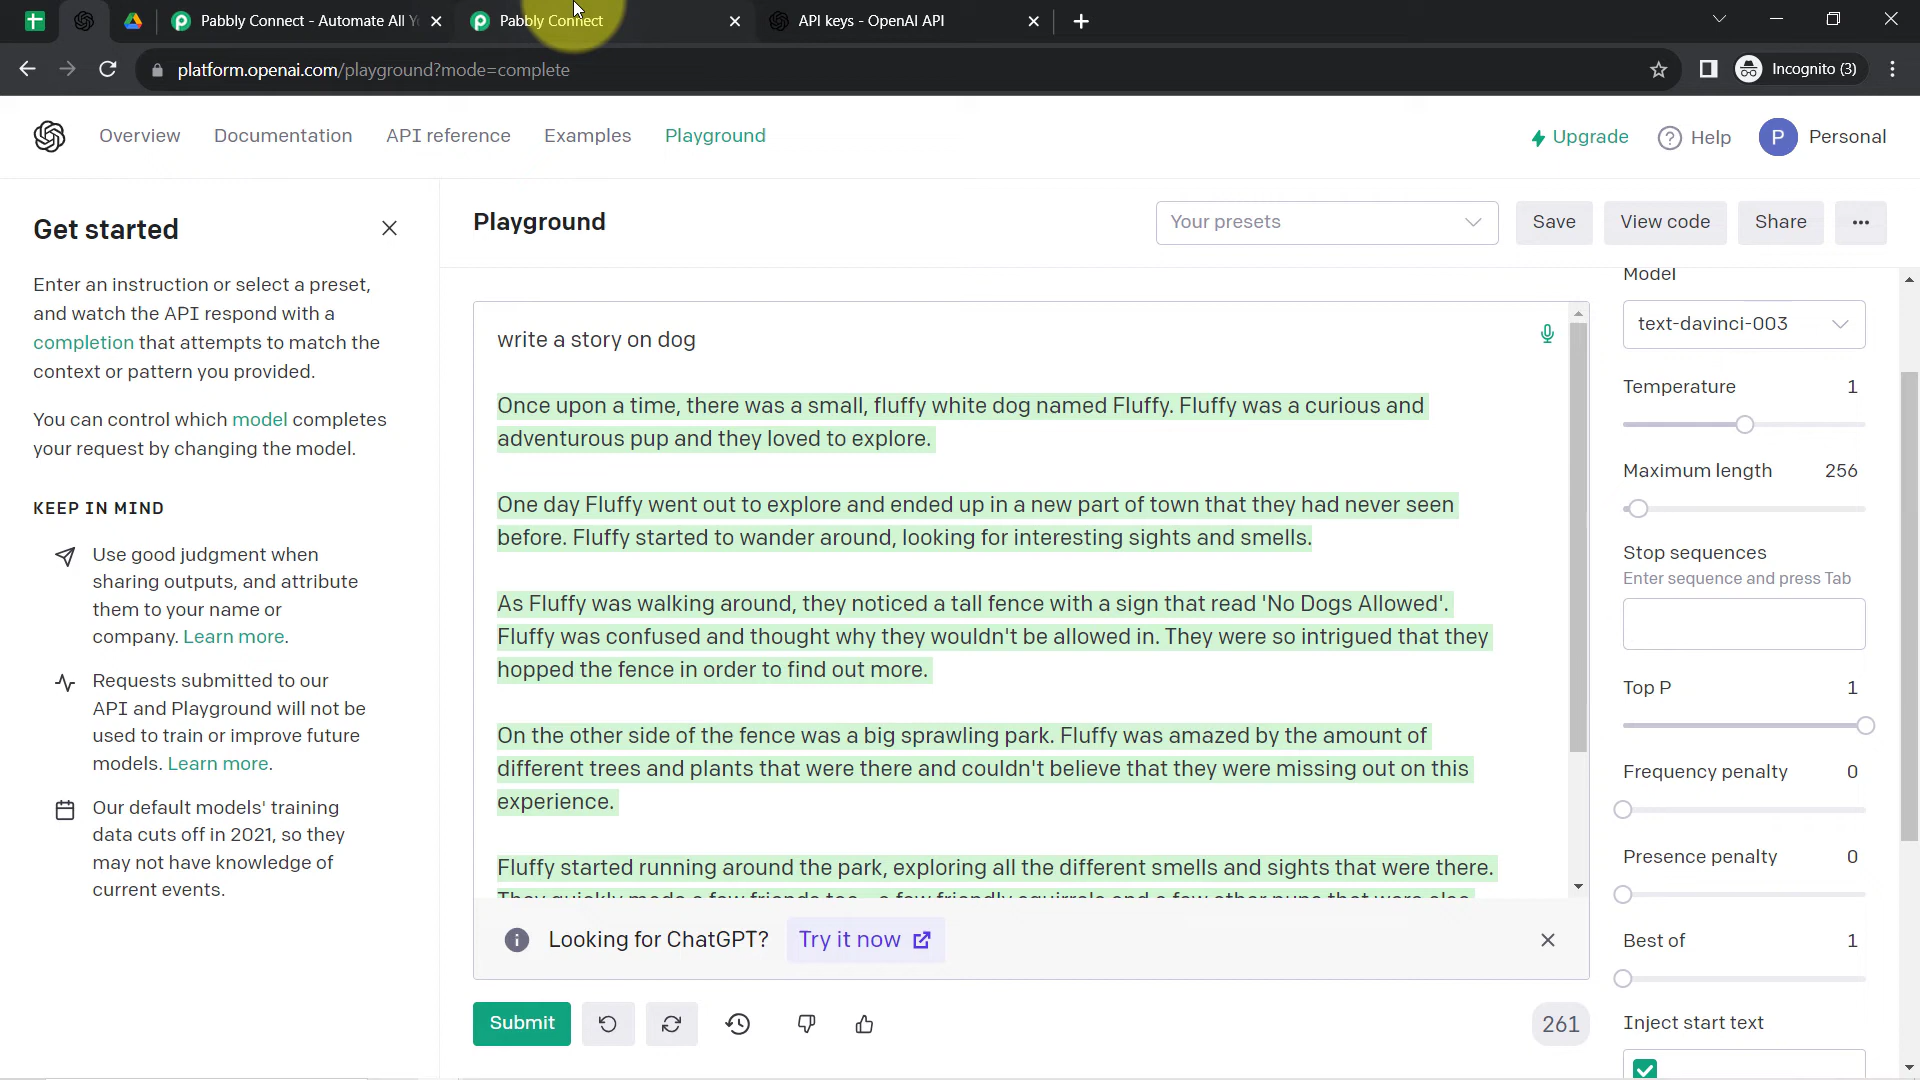 Pabbly Connect - Automate All Y
Pabbly Connect
API keys - OpenAI API
platform.openai.com/playground?mode=complete
Incognito (3)
Overview
Documentation
API reference
Examples
Playground
Upgrade
Help
P
Personal
Get started
Enter an instruction or select a preset,
and watch the API respond with a
completion that attempts to match the
context or pattern you provided.
You can control which model completes
your request by changing the model.
KEEP IN MIND
Use good judgment when
sharing outputs, and attribute
them to your name or
company. Learn more.
Requests submitted to our
API and Playground will not be
used to train or improve future
models. Learn more.
Our default models' training
data cuts off in 2021, so they
may not have knowledge of
current events.
Playground
Your presets
Save
View code
Share
write a story on dog
Once upon a time, there was a small, fluffy white dog named Fluffy. Fluffy was a curious and
adventurous pup and they loved to explore.
One day Fluffy went out to explore and ended up in a new part of town that they had never seen
before. Fluffy started to wander around, looking for interesting sights and smells.
As Fluffy was walking around, they noticed a tall fence with a sign that read 'No Dogs Allowed'.
Fluffy was confused and thought why they wouldn't be allowed in. They were so intrigued that they
hopped the fence in order to find out more.
On the other side of the fence was a big sprawling park. Fluffy was amazed by the amount of
different trees and plants that were there and couldn't believe that they were missing out on this
experience.
Fluffy started running around the park, exploring all the different smells and sights that were there.
They quickly made a few friends too - a few friendly squirrels and a few other pups that were also
Looking for ChatGPT?
Try it now
Submit
261
Model
text-davinci-003
Temperature 1
Maximum length 256
Stop sequences
Enter sequence and press Tab
Top P 1
Frequency penalty 0
Presence penalty 0
Best of 1
Inject start text